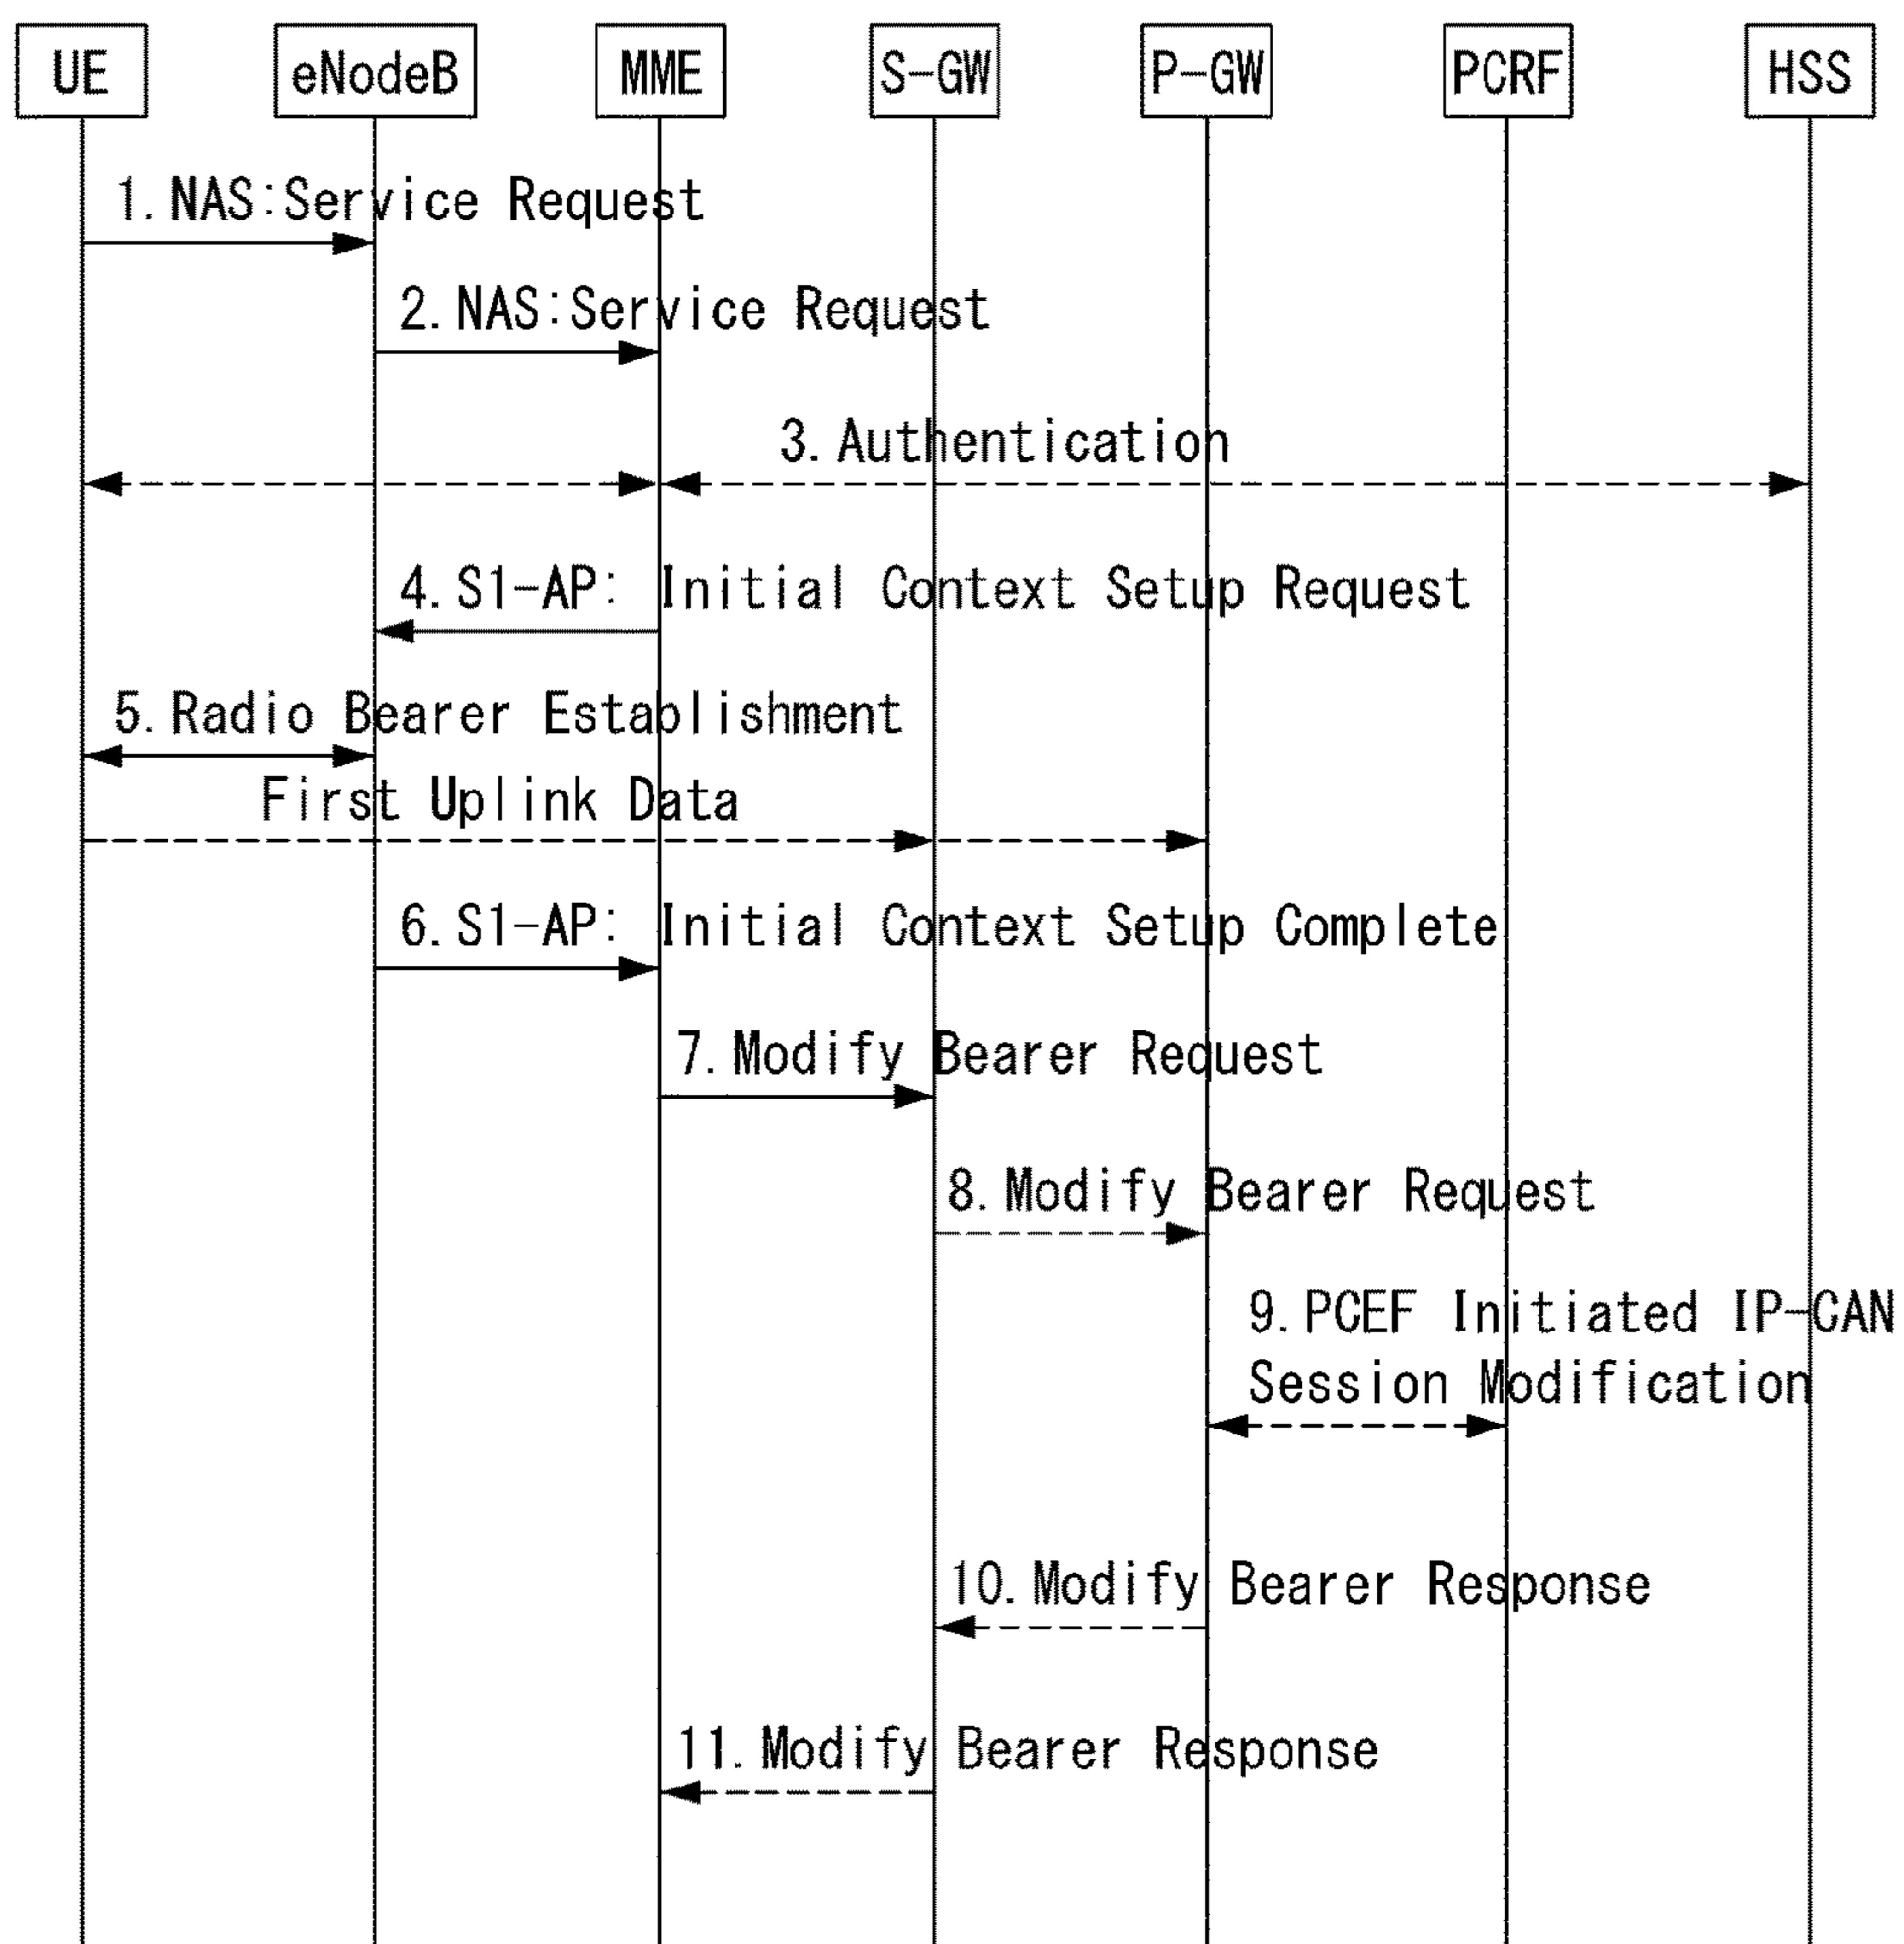 UE
eNodeB
MME
S-GW
P-GW
PCRF
HSS
1.NAS:Service Request
2.NAS:Service Request
3.Authentication
4.S1-AP: Initial Context Setup Request
5.Radio Bearer Establishment
First Uplink Data
6.S1-AP: Initial Context Setup Complete
7.Modify Bearer Request
8.Modify Bearer Request
9.PCEF Initiated IP-CAN
Session Modification
10.Modify Bearer Response
11.Modify Bearer Response